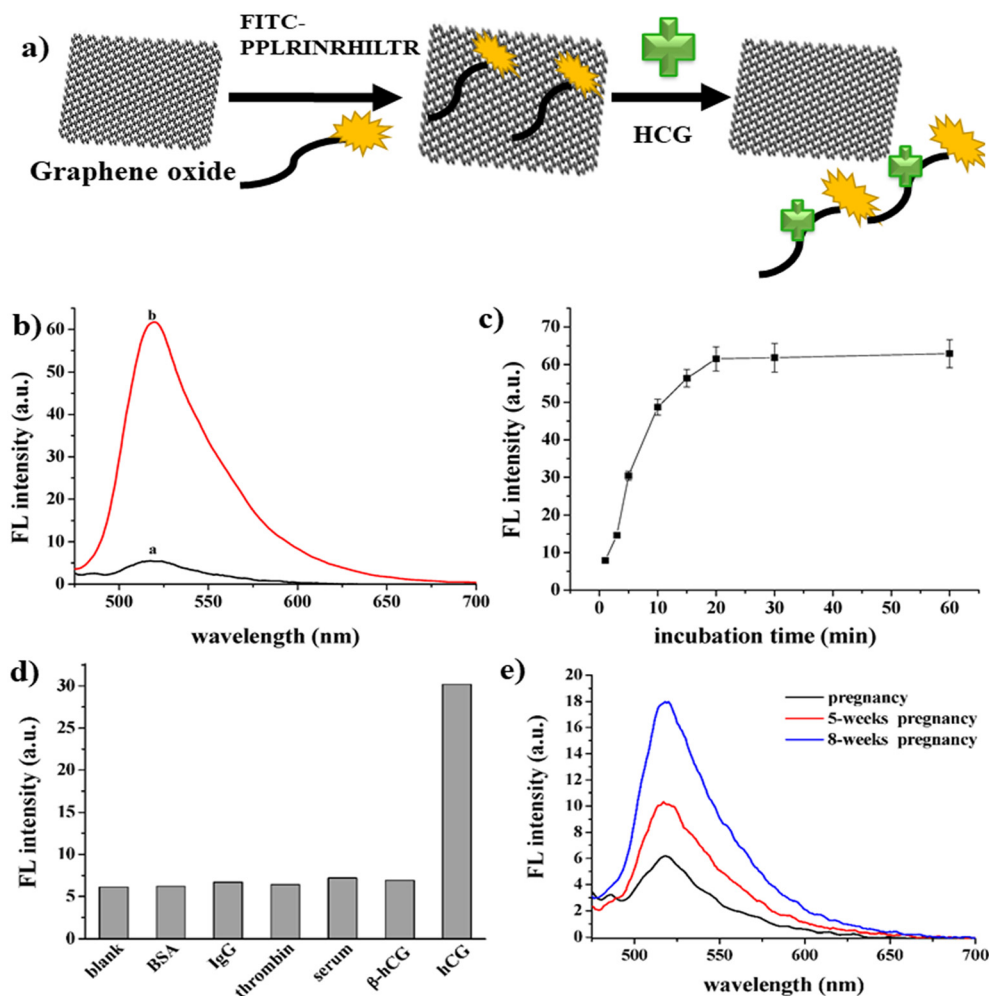 a)
FITC-
PPLRINRHILTR
HCG
Graphene oxide
b)
FL intensity (a.u.)
60
50
40
30
20
10
0
b
a
500
550
600
650
700
wavelength (nm)
c)
FL intensity (a.u.)
70
60
50
40
30
20
10
0
0
10
20
30
40
50
60
incubation time (min)
d)
FL intensity (a.u.)
30
25
20
15
10
5
0
blank
BSA
IgG
thrombin
serum
β-hCG
hCG
e)
FL intensity (a.u.)
18
16
14
12
10
8
6
4
2
0
pregnancy
5-weeks pregnancy
8-weeks pregnancy
500
550
600
650
700
wavelength (nm)